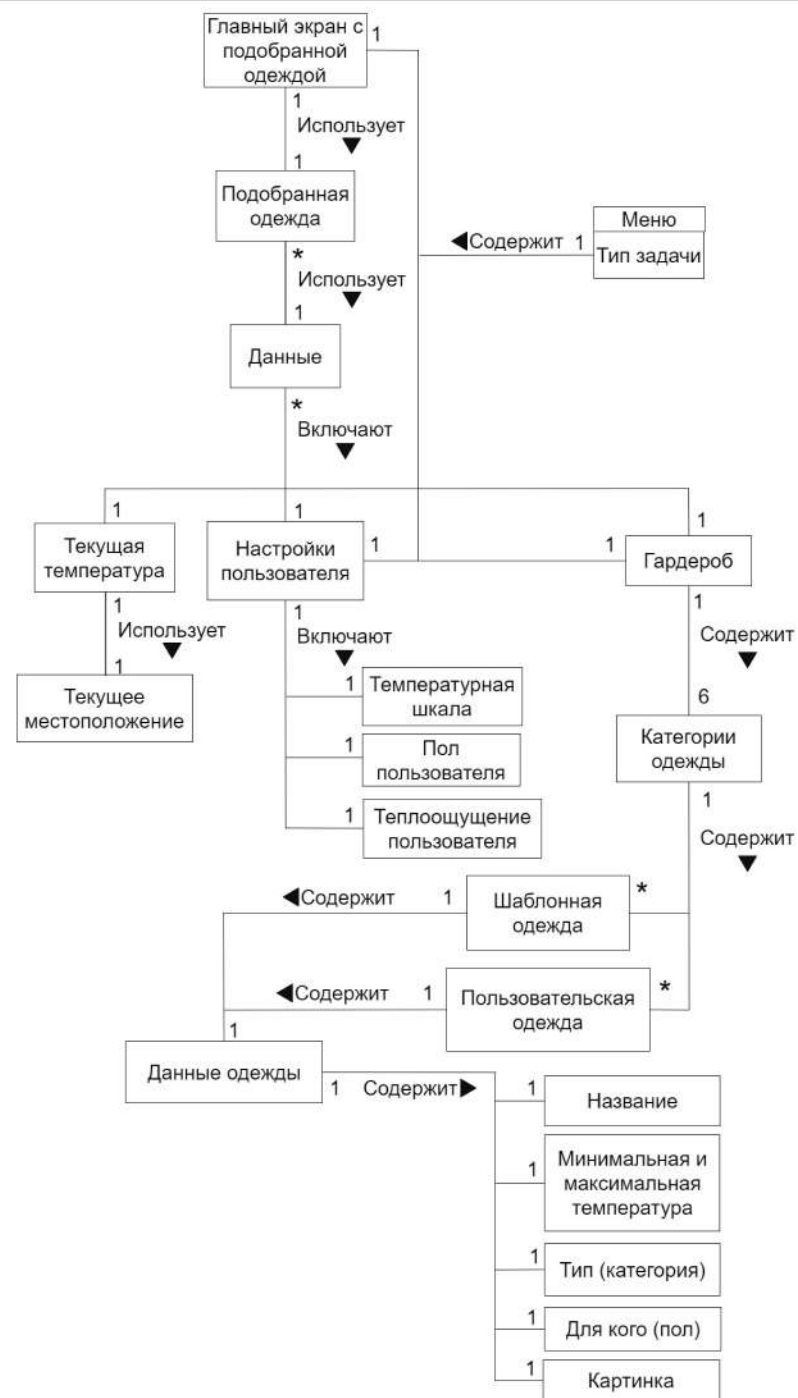 Главный экран с
подобранной
одеждой
1
1
Использует
1
Подобранная
одежда
Меню
Тип задачи
Содержит 1
*
Использует
1
Данные
*
Включают
1
1
1
Текущая
температура
Настройки
пользователя
1
1
Гардероб
1
Использует
1
Текущее
местоположение
1
Включают
1
Температурная
шкала
1
Пол
пользователя
1
Теплоощущение
пользователя
1
Содержит
6
Категории
одежды
1
Содержит
Содержит
1
Шаблонная
одежда
*
Содержит
1
Пользовательская
одежда
*
1
Данные одежды
1
Содержит
1
Название
1
Минимальная и
максимальная
температура
1
Тип (категория)
1
Для кого (пол)
1
Картинка